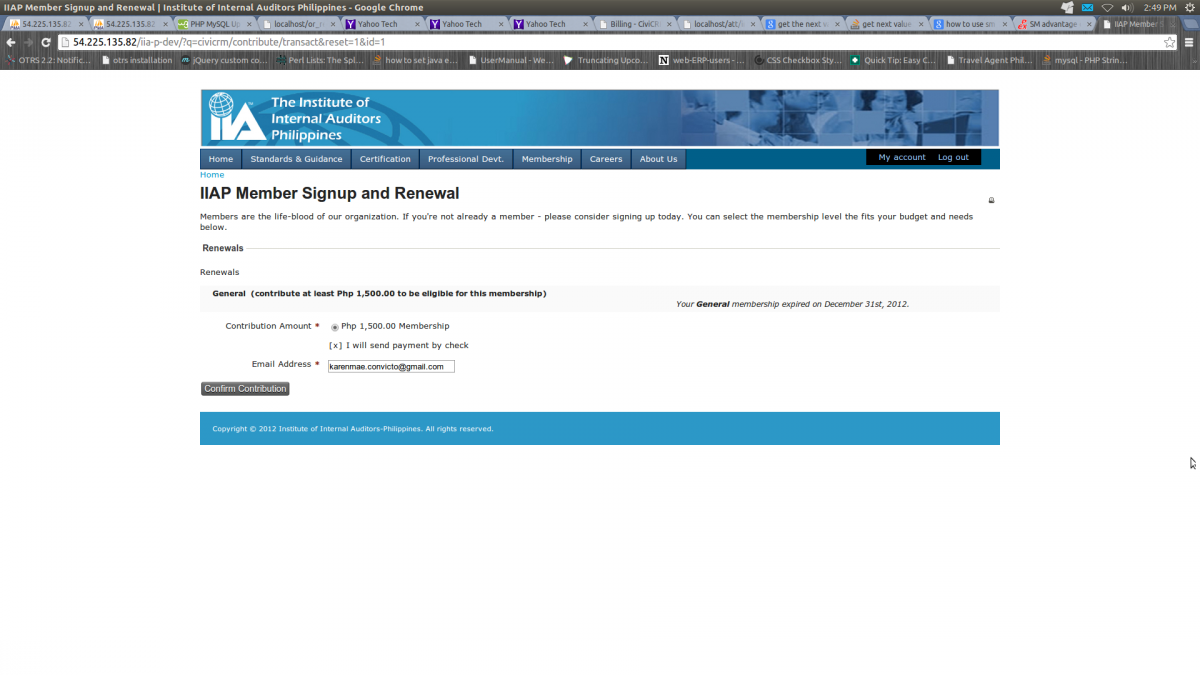 IIAP Member Signup and Renewal | Institute of Internal Auditors Philippines - Google Chrome
2:49 PM
54.225.135.82 54.225.135.82 PHP MySQL Up localhost/or_r Yahoo Tech Yahoo Tech Yahoo Tech Billing - CiviCR localhost/att/ get the next v get next value how to use sm SM advantage IIAP Member
54.225.135.82/iia-p-dev/?q=civicrm/contribute/transact&reset=1&id=1
OTRS 2.2: Notific... otrs installation jQuery custom co... Perl Lists: The Spl... how to set java e... UserManual - We... Truncating Upco... web-ERP-users - ... CSS Checkbox Sty... Quick Tip: Easy C... Travel Agent Phil... mysql - PHP Strin...
The Institute of
Internal Auditors
Philippines
IIA
Home Standards & Guidance Certification Professional Devt. Membership Careers About Us My account Log out
Home
IIAP Member Signup and Renewal
Members are the life-blood of our organization. If you're not already a member - please consider signing up today. You can select the membership level the fits your budget and needs
below.
Renewals
Renewals
General (contribute at least Php 1,500.00 to be eligible for this membership)
Your General membership expired on December 31st, 2012.
Contribution Amount * Php 1,500.00 Membership
[x] I will send payment by check
Email Address * karenmae.convicto@gmail.com
Confirm Contribution
Copyright © 2012 Institute of Internal Auditors-Philippines. All rights reserved.